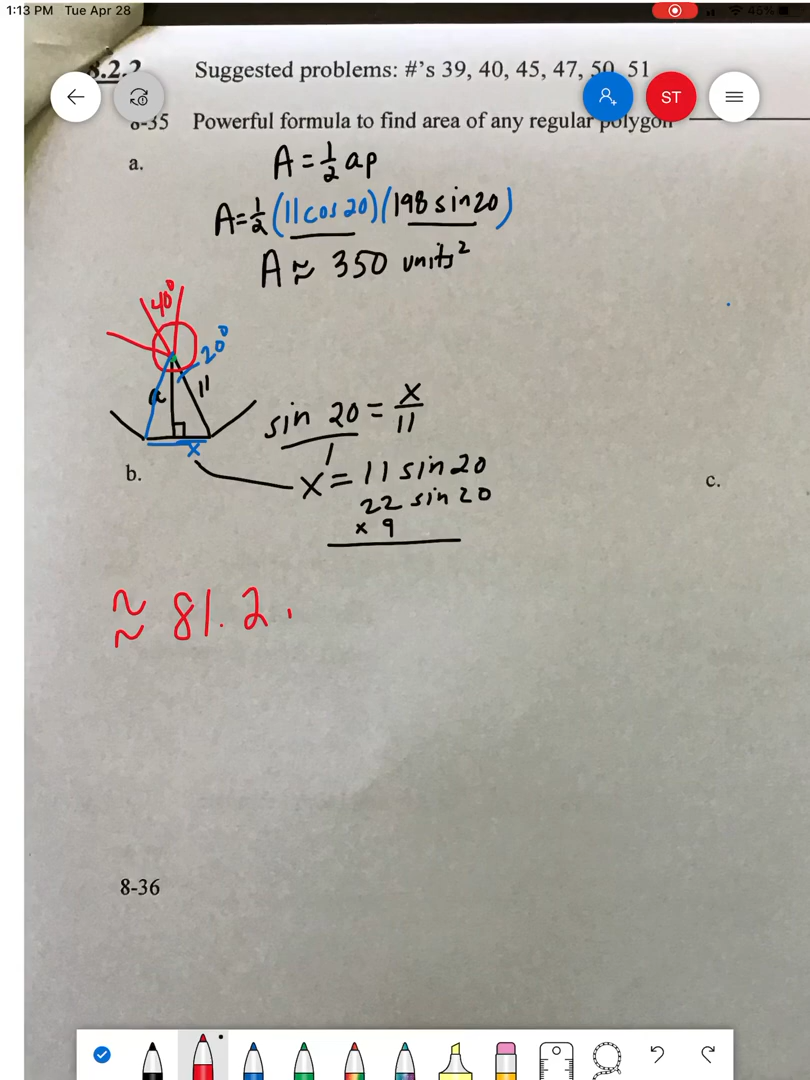 1:13 PM Tue Apr 28
46%
8.2.2 Suggested problems: #'s 39, 40, 45, 47, 50, 51
ST
8-35 Powerful formula to find area of any regular polygon
a.
A = 1/2 ap
A = 1/2 (11 cos 20)(198 sin 20)
A ≈ 350 units²
40°
20°
a
11
x
sin 20 = x/11
1
b.
x = 11 sin 20
c.
22 sin 20
x 9
≈ 81.2
8-36